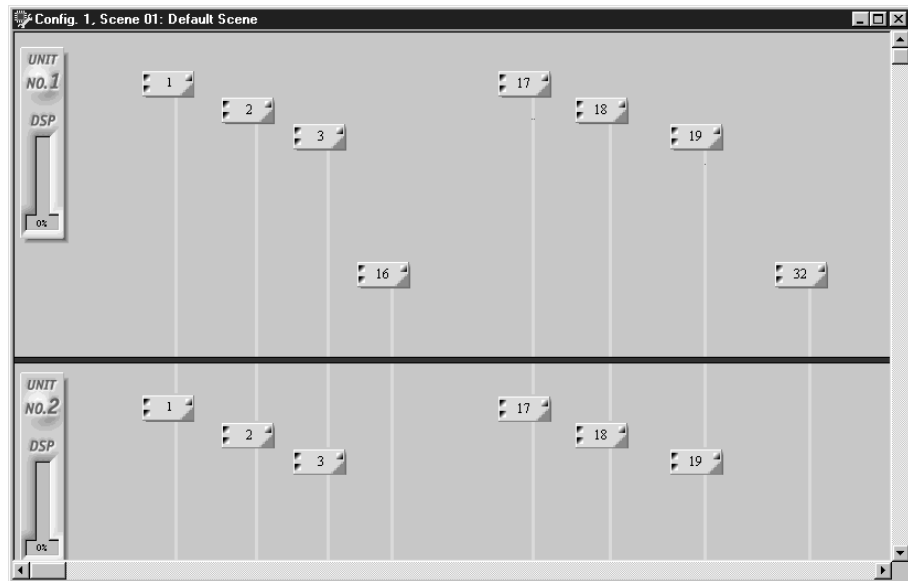 Config. 1, Scene 01: Default Scene
UNIT
NO.1
DSP
0%
1
17
2
18
3
19
16
32
UNIT
NO.2
DSP
0%
1
17
2
18
3
19